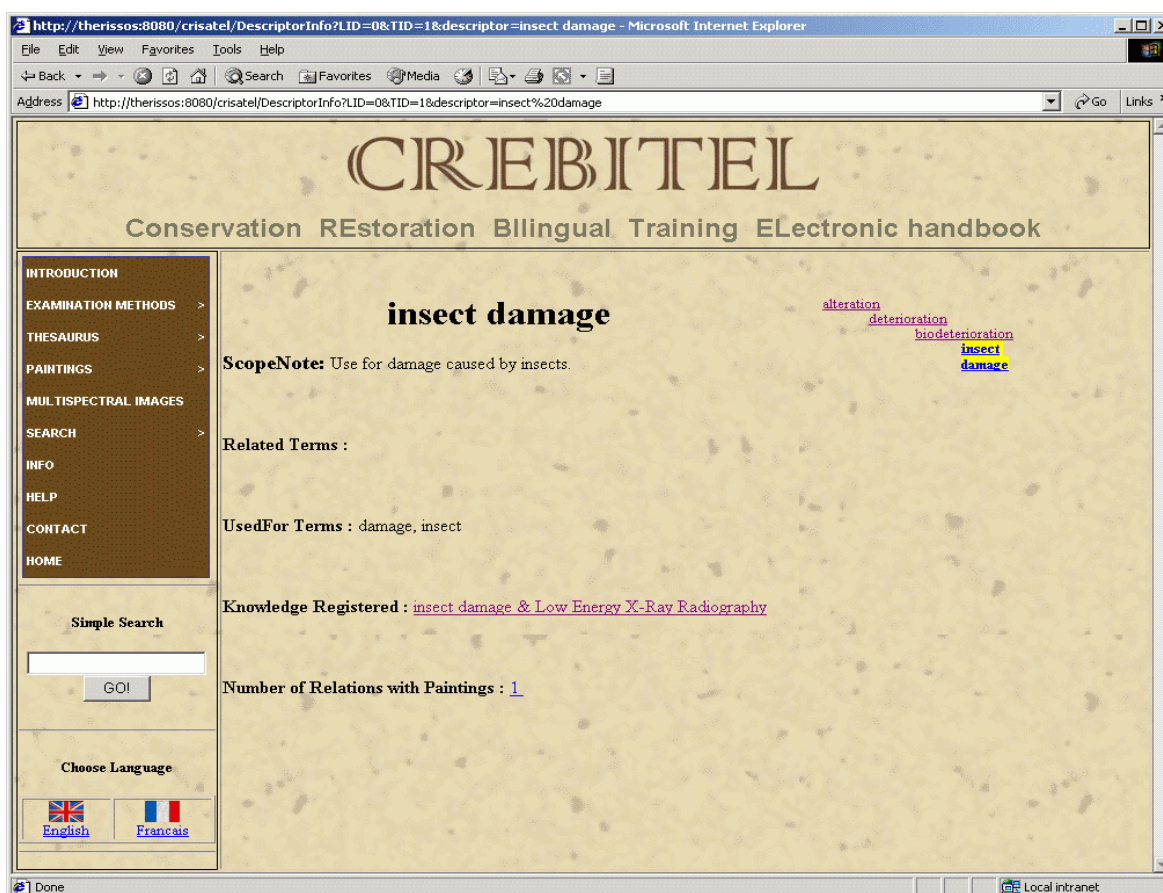 http://therissos:8080/crisatel/DescriptorInfo?LID=0&TID=1&descriptor=insect damage - Microsoft Internet Explorer
File Edit View Favorites Tools Help
Back Search Favorites Media
Address http://therissos:8080/crisatel/DescriptorInfo?LID=0&TID=1&descriptor=insect%20damage Go Links
CREBITEL
Conservation REstoration BIlingual Training ELectronic handbook
INTRODUCTION
EXAMINATION METHODS >
THESAURUS >
PAINTINGS >
MULTISPECTRAL IMAGES
SEARCH >
INFO
HELP
CONTACT
HOME
Simple Search
GO!
Choose Language
English Francais
insect damage
alteration
deterioration
biodeterioration
insect
damage
ScopeNote: Use for damage caused by insects.
Related Terms :
UsedFor Terms : damage, insect
Knowledge Registered : insect damage & Low Energy X-Ray Radiography
Number of Relations with Paintings : 1
Done Local intranet